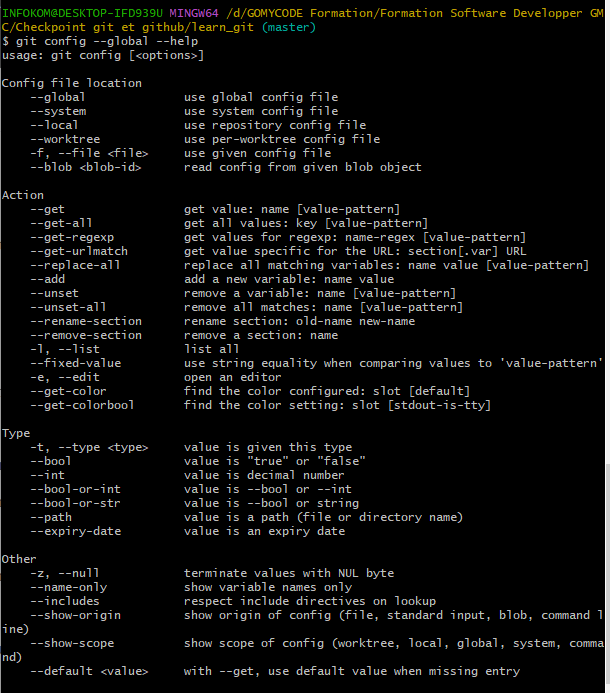 INFOKOM@DESKTOP-IFD939U MINGW64 /d/GOMYCODE Formation/Formation Software Developper GM
C/Checkpoint git et github/learn_git (master)
$ git config --global --help
usage: git config [<options>]

Config file location
    --global              use global config file
    --system              use system config file
    --local               use repository config file
    --worktree            use per-worktree config file
    -f, --file <file>     use given config file
    --blob <blob-id>      read config from given blob object

Action
    --get                 get value: name [value-pattern]
    --get-all             get all values: key [value-pattern]
    --get-regexp          get values for regexp: name-regex [value-pattern]
    --get-urlmatch        get value specific for the URL: section[.var] URL
    --replace-all         replace all matching variables: name value [value-pattern]
    --add                 add a new variable: name value
    --unset               remove a variable: name [value-pattern]
    --unset-all           remove all matches: name [value-pattern]
    --rename-section      rename section: old-name new-name
    --remove-section      remove a section: name
    -l, --list            list all
    --fixed-value         use string equality when comparing values to 'value-pattern'
    -e, --edit            open an editor
    --get-color           find the color configured: slot [default]
    --get-colorbool       find the color setting: slot [stdout-is-tty]

Type
    -t, --type <type>     value is given this type
    --bool                value is "true" or "false"
    --int                 value is decimal number
    --bool-or-int         value is --bool or --int
    --bool-or-str         value is --bool or string
    --path                value is a path (file or directory name)
    --expiry-date         value is an expiry date

Other
    -z, --null            terminate values with NUL byte
    --name-only           show variable names only
    --includes            respect include directives on lookup
    --show-origin         show origin of config (file, standard input, blob, command l
ine)
    --show-scope          show scope of config (worktree, local, global, system, comma
nd)
    --default <value>     with --get, use default value when missing entry